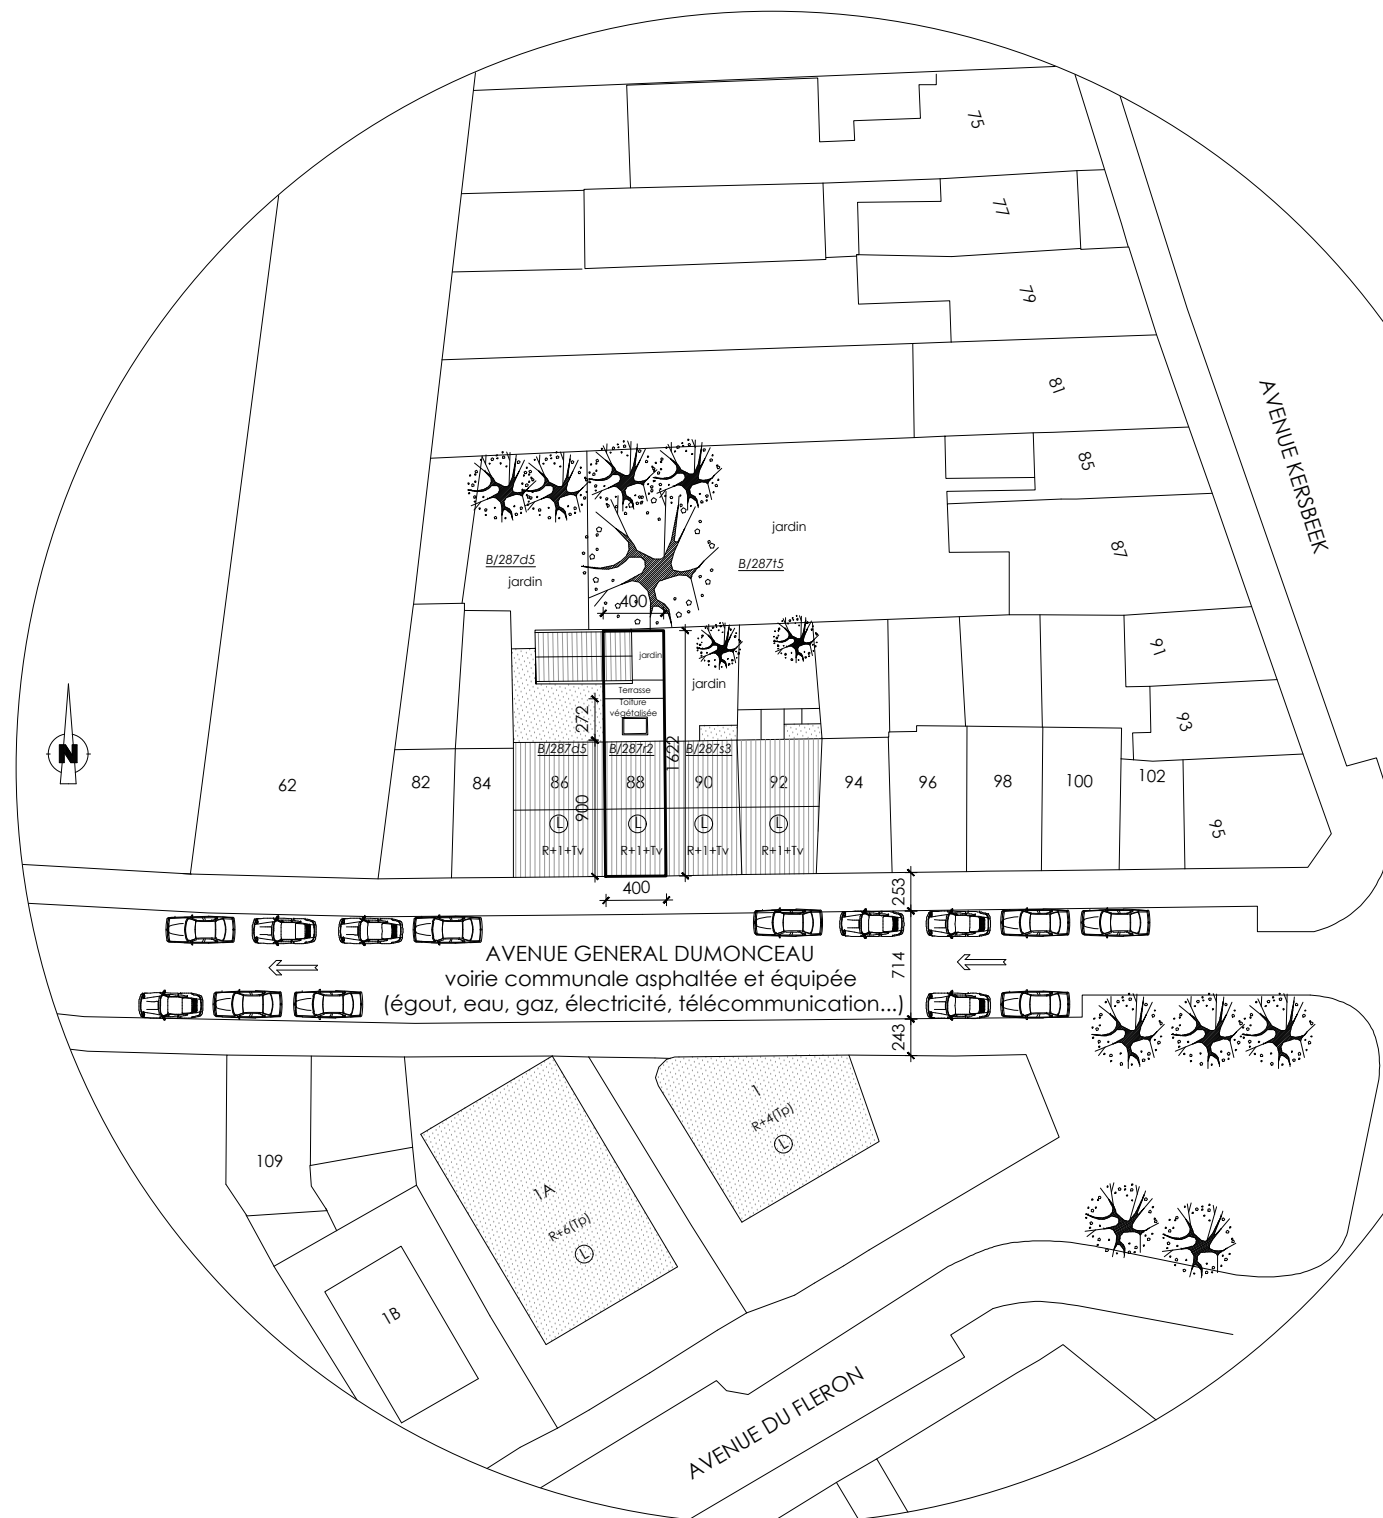 75
77
79
81
AVENUE KERSBEEK
85
87
jardin
B/287d5
jardin
B/287t5
400
91
jardin
jardin
Terrasse
Toiture
végétalisée
272
93
N
B/287d5
B/287r2
B/287s3
1 622
62
82
84
86
88
90
92
94
96
98
100
102
95
900
L
L
L
L
R+1+Tv
R+1+Tv
R+1+Tv
R+1+Tv
400
253
AVENUE GENERAL DUMONCEAU
voirie communale asphaltée et équipée
(égout, eau, gaz, électricité, télécommunication...)
714
243
1
R+4(Tp)
L
109
1A
R+6(Tp)
L
1B
AVENUE DU FLERON